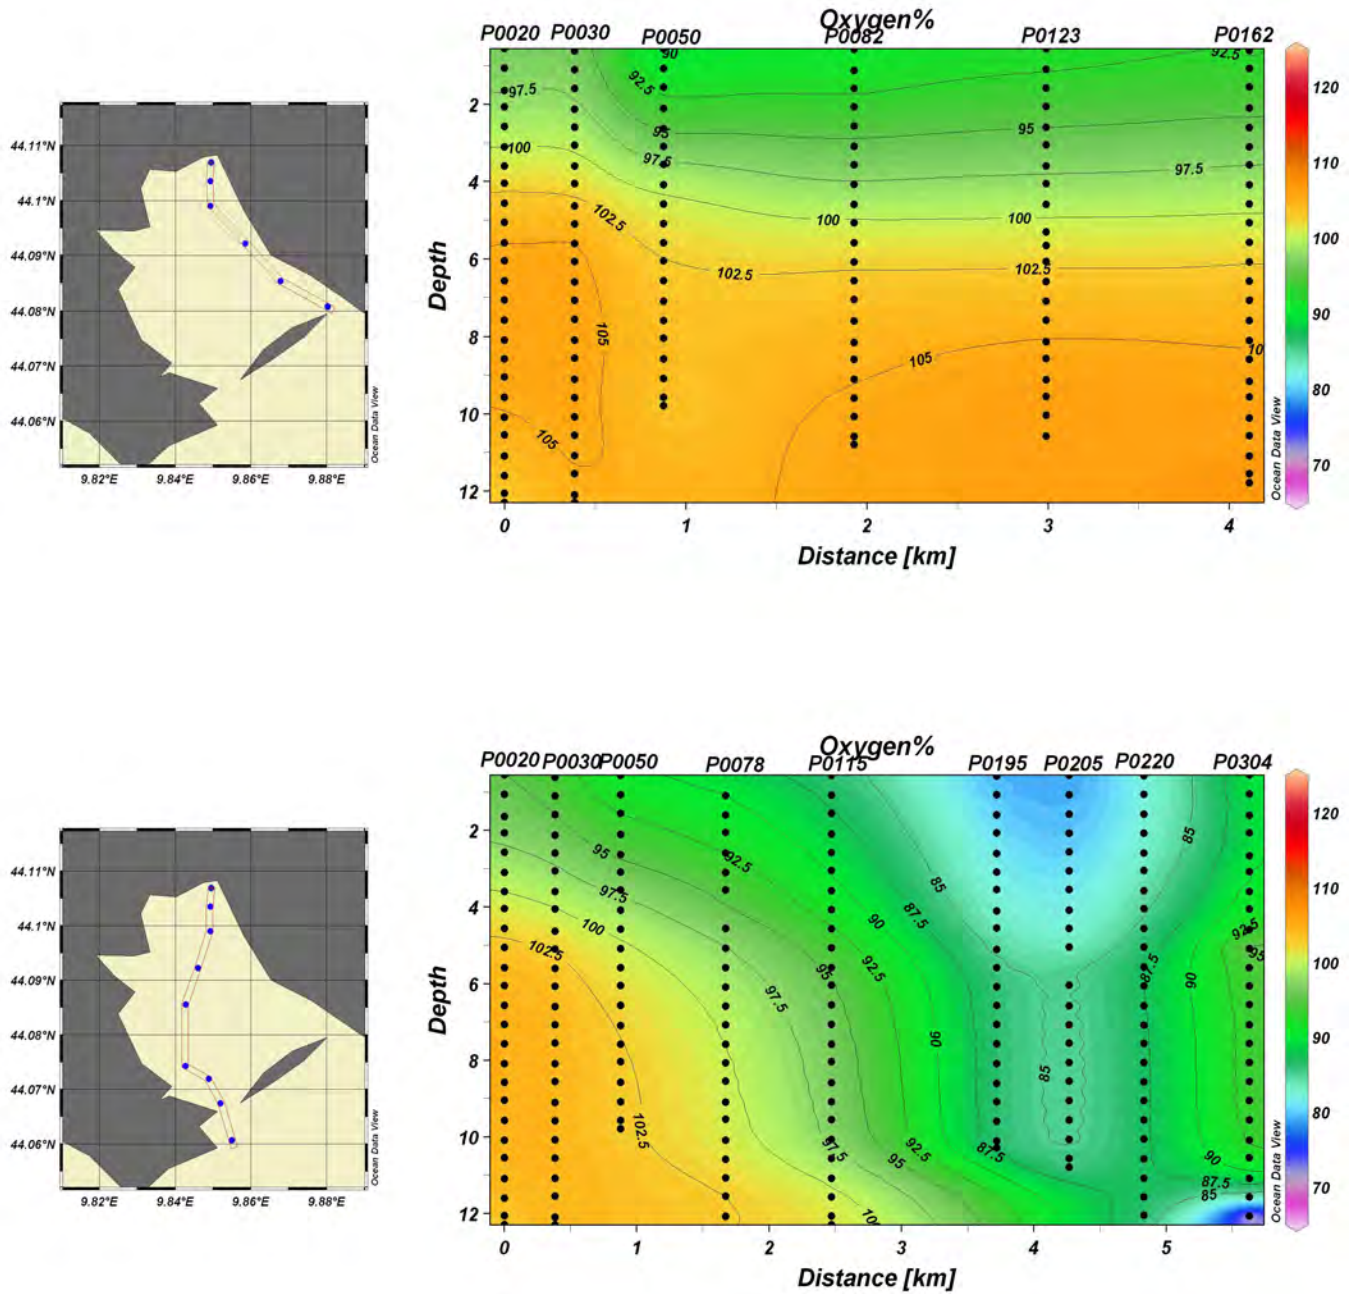 Oxygen%
P0020 P0030 P0050 P0082 P0123 P0162
90
92.5
92.5
97.5
95
95
97.5
97.5
100
100
100
102.5
102.5
102.5
105
105
105
10
Depth
2
4
6
8
10
12
0 1 2 3 4
Distance [km]
Ocean Data View
120
110
100
90
80
70
44.11°N
44.1°N
44.09°N
44.08°N
44.07°N
44.06°N
9.82°E 9.84°E 9.86°E 9.88°E
Ocean Data View
Oxygen%
P0020 P0030 P0050 P0078 P0115 P0195 P0205 P0220 P0304
95
92.5
97.5
100
102.5
90
87.5
85
85
95
92.5
97.5
90
87.5
90
92.5
95
85
102.5
97.5
95
92.5
87.5
10
90
87.5
85
Depth
2
4
6
8
10
12
0 1 2 3 4 5
Distance [km]
Ocean Data View
120
110
100
90
80
70
44.11°N
44.1°N
44.09°N
44.08°N
44.07°N
44.06°N
9.82°E 9.84°E 9.86°E 9.88°E
Ocean Data View